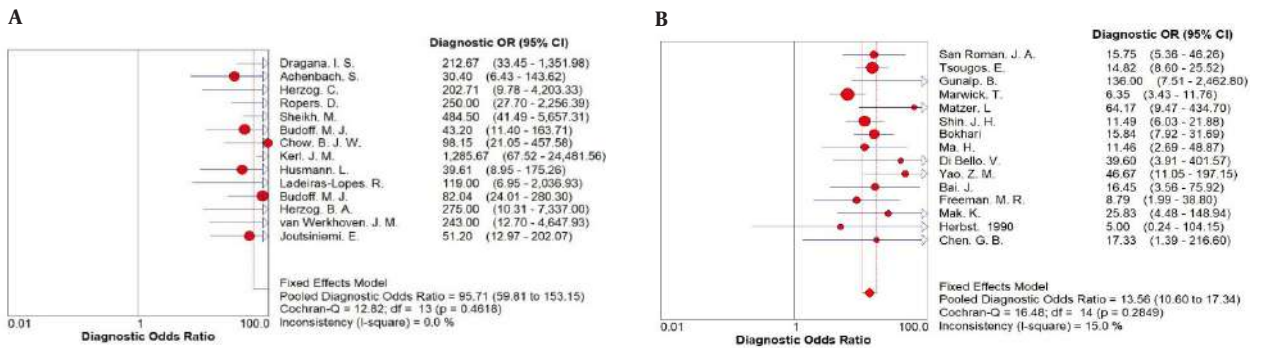 A
Diagnostic OR (95% CI)
Dragana. I. S. 212.67 (33.45 - 1,351.98)
Achenbach, S. 30.40 (6.43 - 143.62)
Herzog. C. 202.71 (9.78 - 4,203.33)
Ropers. D. 250.00 (27.70 - 2,256.39)
Sheikh. M. 484.50 (41.49 - 5,657.31)
Budoff. M. J. 43.20 (11.40 - 163.71)
Chow. B. J. W. 98.15 (21.05 - 457.58)
Kerl. J. M. 1,285.67 (67.52 - 24,481.56)
Husmann. L. 39.61 (8.95 - 175.26)
Ladeiras-Lopes. R. 119.00 (6.95 - 2,036.93)
Budoff. M. J. 82.04 (24.01 - 280.30)
Herzog. B. A. 275.00 (10.31 - 7,337.00)
van Werkhoven. J. M. 243.00 (12.70 - 4,647.93)
Joutsiniemi. E. 51.20 (12.97 - 202.07)
Fixed Effects Model
Pooled Diagnostic Odds Ratio = 95.71 (59.81 to 153.15)
Cochran-Q = 12.82; df = 13 (p = 0.4618)
Inconsistency (I-square) = 0.0 %
0.01 1 100.0
Diagnostic Odds Ratio
B
Diagnostic OR (95% CI)
San Roman. J. A. 15.75 (5.36 - 46.26)
Tsougos. E. 14.82 (8.60 - 25.52)
Gunalp. B. 136.00 (7.51 - 2,462.80)
Marwick. T. 6.35 (3.43 - 11.76)
Matzer. L 64.17 (9.47 - 434.70)
Shin. J. H. 11.49 (6.03 - 21.88)
Bokhari 15.84 (7.92 - 31.69)
Ma. H. 11.46 (2.69 - 48.87)
Di Bello. V. 39.60 (3.91 - 401.57)
Yao. Z. M. 46.67 (11.05 - 197.15)
Bai. J. 16.45 (3.56 - 75.92)
Freeman. M. R. 8.79 (1.99 - 38.80)
Mak. K. 25.83 (4.48 - 148.94)
Herbst. 1990 5.00 (0.24 - 104.15)
Chen. G. B. 17.33 (1.39 - 216.60)
Fixed Effects Model
Pooled Diagnostic Odds Ratio = 13.56 (10.60 to 17.34)
Cochran-Q = 16.48; df = 14 (p = 0.2849)
Inconsistency (I-square) = 15.0 %
0.01 1 100.0
Diagnostic Odds Ratio